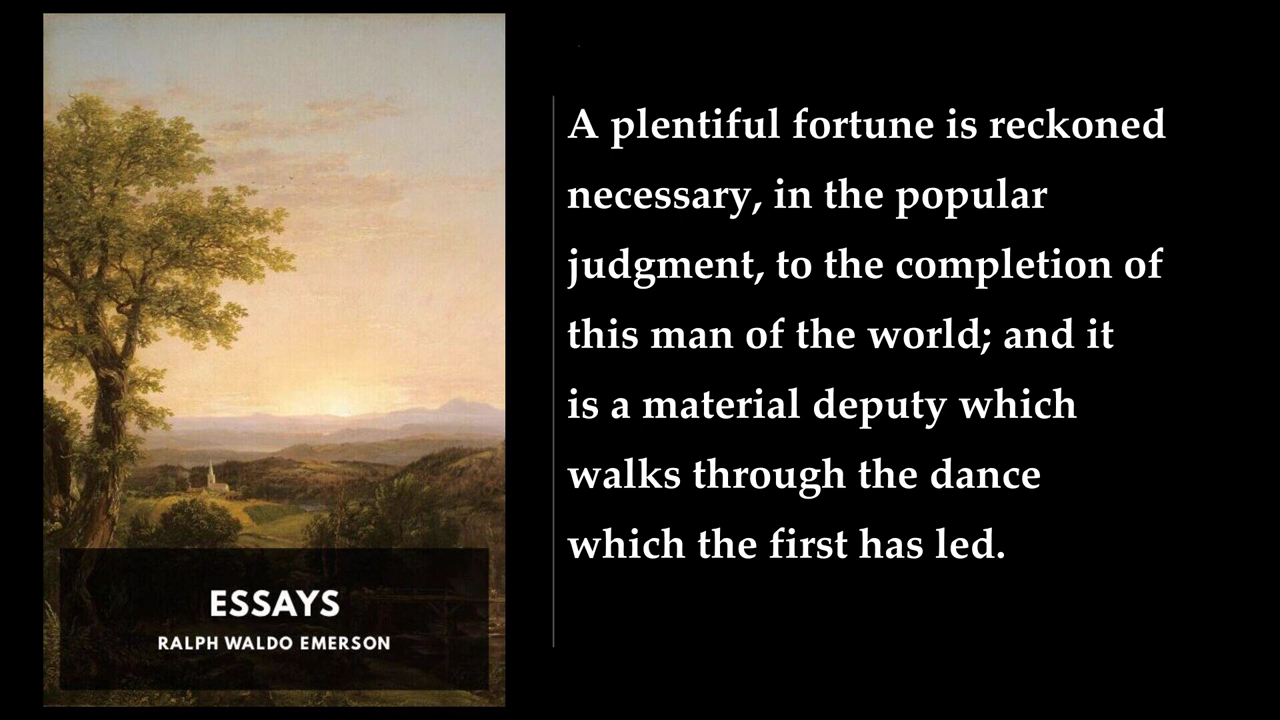 ESSAYS
RALPH WALDO EMERSON
A plentiful fortune is reckoned
necessary, in the popular
judgment, to the completion of
this man of the world; and it
is a material deputy which
walks through the dance
which the first has led.